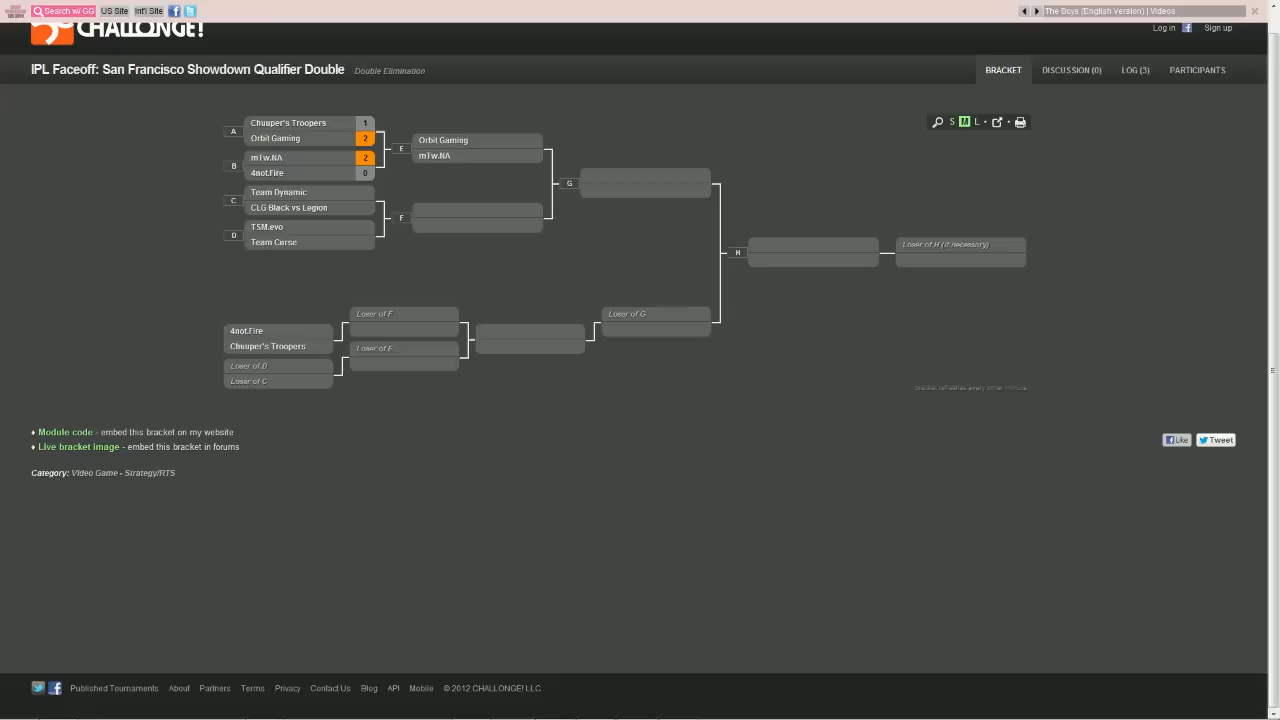 Search w/ GG US Site Int'l Site The Boys (English Version) | Videos
CHALLONGE!
Log in Sign up
IPL Faceoff: San Francisco Showdown Qualifier Double Double Elimination
BRACKET DISCUSSION (0) LOG (3) PARTICIPANTS
A
Chuuper's Troopers 1
Orbit Gaming 2
B
mTw.NA 2
4not.Fire 0
C
Team Dynamic
CLG Black vs Legion
D
TSM.evo
Team Curse
E
Orbit Gaming
mTw.NA
F
G
H
Loser of H (if necessary)
S M L
4not.Fire
Chuuper's Troopers
Loser of D
Loser of C
Loser of F
Loser of E
Loser of G
bracket refreshes every other minute
Module code - embed this bracket on my website
Live bracket image - embed this bracket in forums
Like Tweet
Category: Video Game - Strategy/RTS
Published Tournaments About Partners Terms Privacy Contact Us Blog API Mobile © 2012 CHALLONGE! LLC